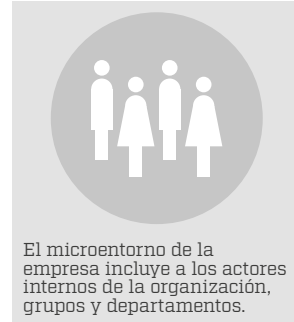 El microentorno de la
empresa incluye a los actores
internos de la organización,
grupos y departamentos.